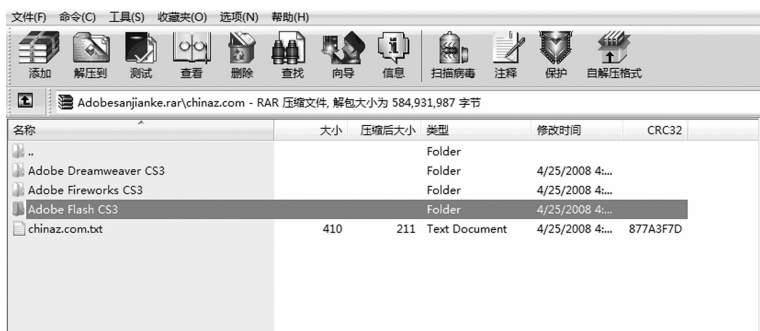 文件(F) 命令(C) 工具(S) 收藏夹(O) 选项(N) 帮助(H)
添加 解压到 测试 查看 删除 查找 向导 信息 扫描病毒 注释 保护 自解压格式
Adobesanjianke.rar\chinaz.com - RAR 压缩文件, 解包大小为 584,931,987 字节
名称 大小 压缩后大小 类型 修改时间 CRC32
.. Folder
Adobe Dreamweaver CS3 Folder 4/25/2008 4:...
Adobe Fireworks CS3 Folder 4/25/2008 4:...
Adobe Flash CS3 Folder 4/25/2008 4:...
chinaz.com.txt 410 211 Text Document 4/25/2008 4:... 877A3F7D